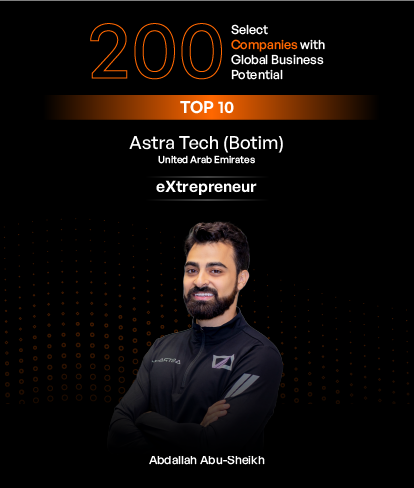 200
Select
Companies with
Global Business
Potential
TOP 10
Astra Tech (Botim)
United Arab Emirates
eXtrepreneur
Abdallah Abu-Sheikh